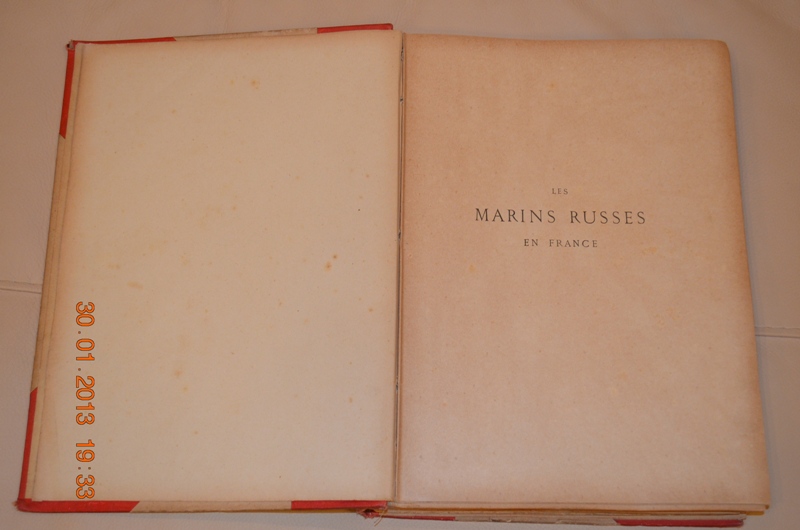 LES
MARINS RUSSES
EN FRANCE
30.01.2013 19:33